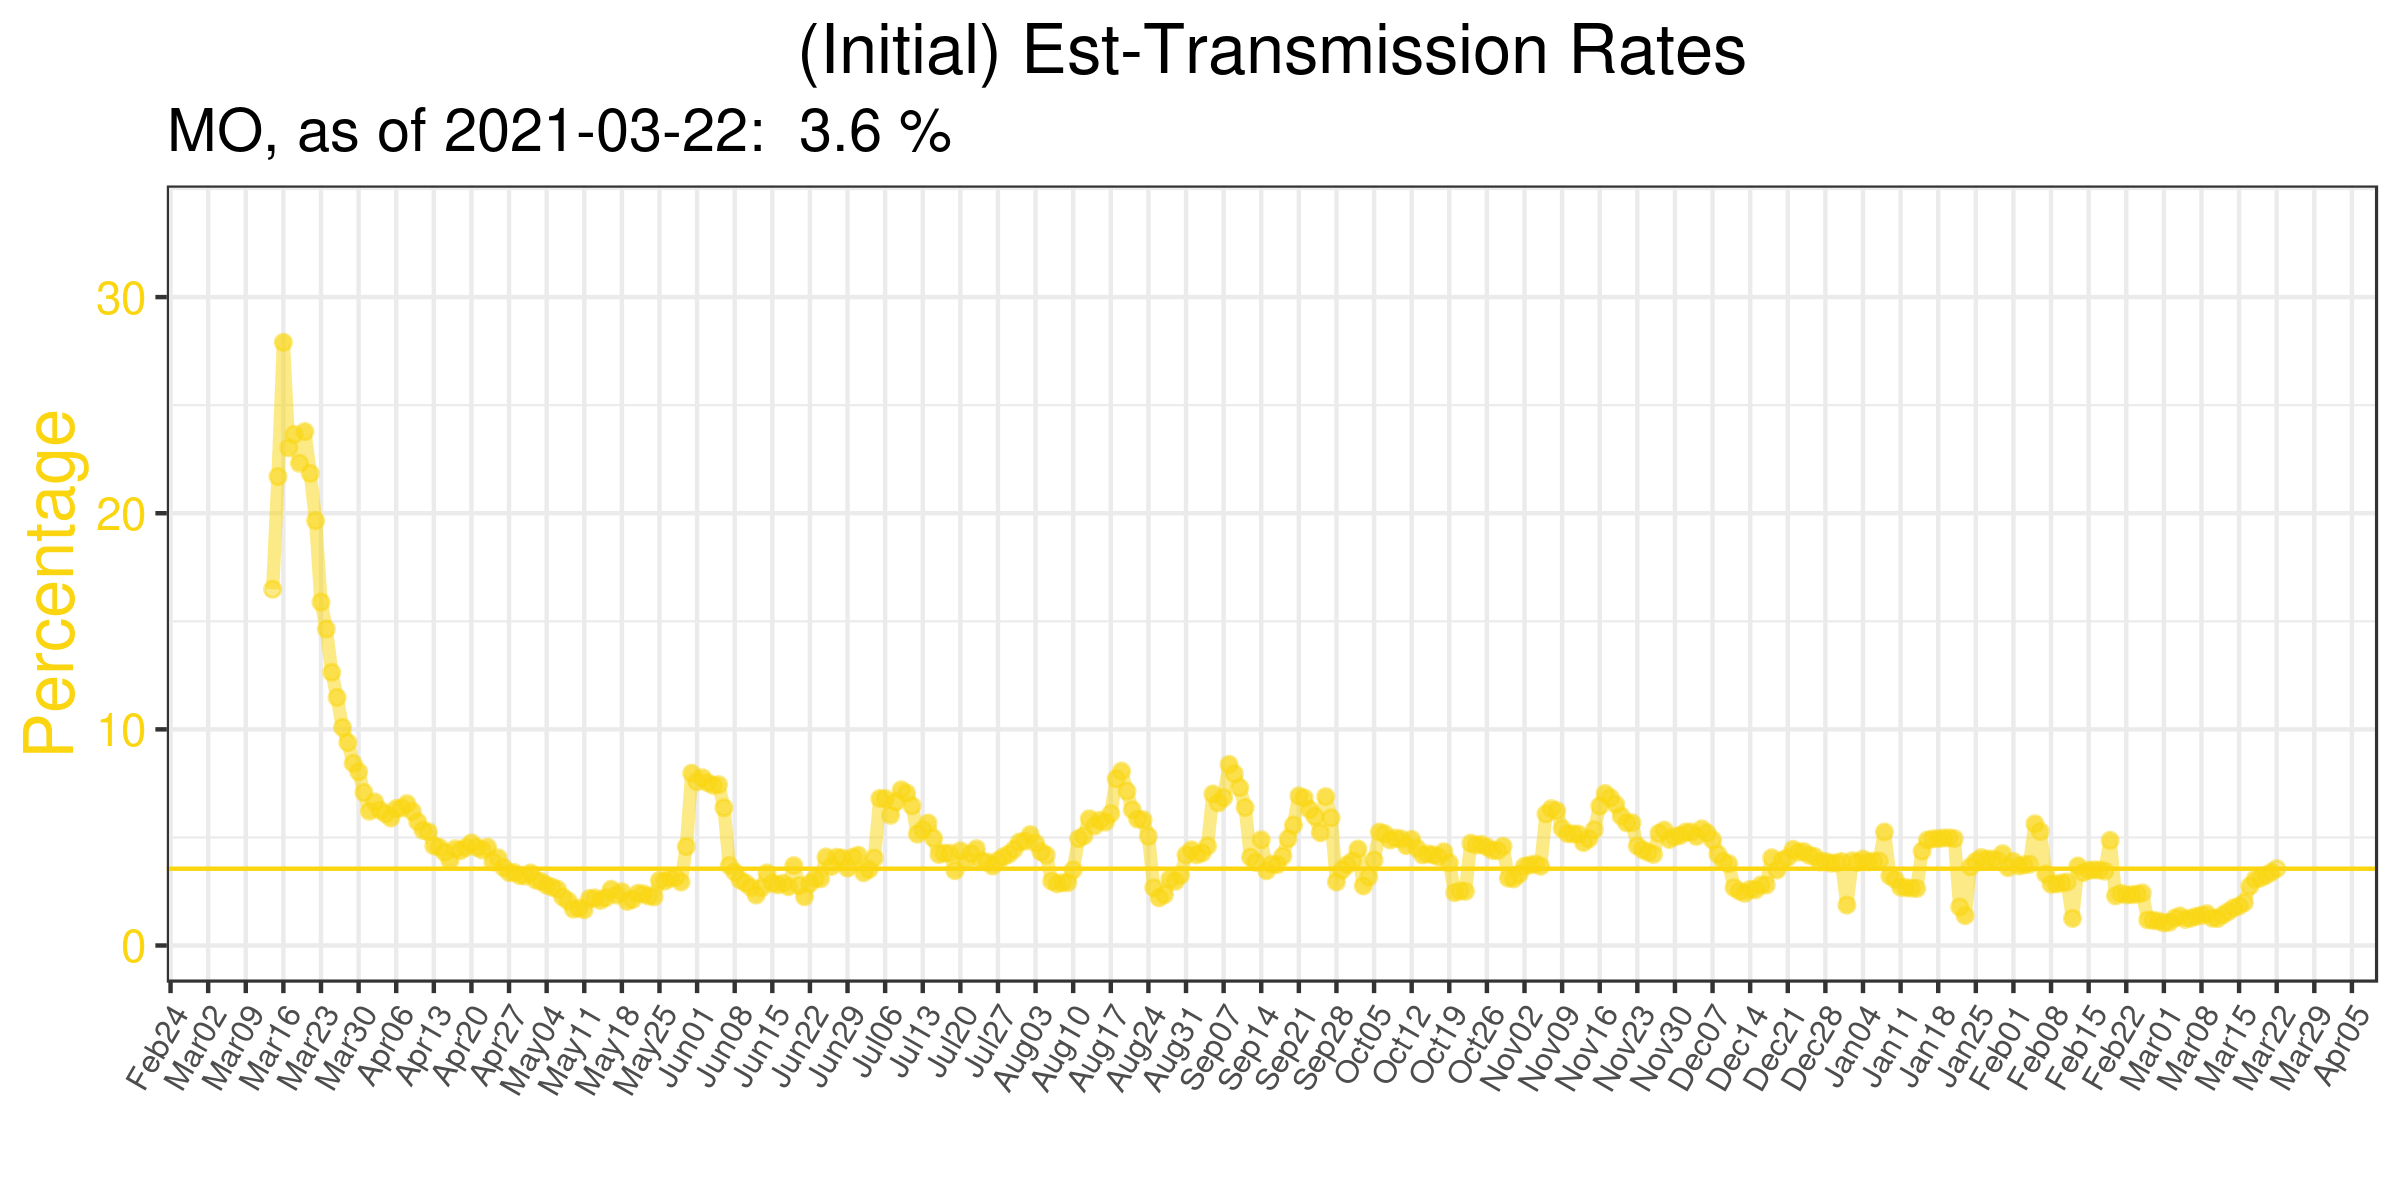 (Initial) Est-Transmission Rates
MO, as of 2021-03-22:  3.6 %
Percentage
30
20
10
0
Feb24
Mar02
Mar09
Mar16
Mar23
Mar30
Apr06
Apr13
Apr20
Apr27
May04
May11
May18
May25
Jun01
Jun08
Jun15
Jun22
Jun29
Jul06
Jul13
Jul20
Jul27
Aug03
Aug10
Aug17
Aug24
Aug31
Sep07
Sep14
Sep21
Sep28
Oct05
Oct12
Oct19
Oct26
Nov02
Nov09
Nov16
Nov23
Nov30
Dec07
Dec14
Dec21
Dec28
Jan04
Jan11
Jan18
Jan25
Feb01
Feb08
Feb15
Feb22
Mar01
Mar08
Mar15
Mar22
Mar29
Apr05